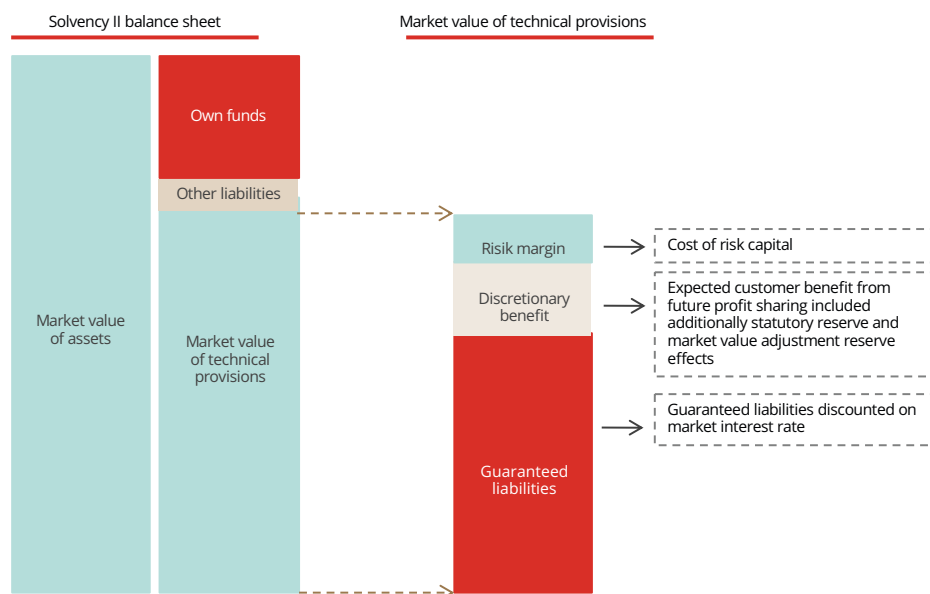 Solvency II balance sheet
Market value of technical provisions
Own funds
Other liabilities
Market value
of assets
Market value
of technical
provisions
Risik margin
Discretionary
benefit
Guaranteed
liabilities
Cost of risk capital
Expected customer benefit from
future profit sharing included
additionally statutory reserve and
market value adjustment reserve
effects
Guaranteed liabilities discounted on
market interest rate